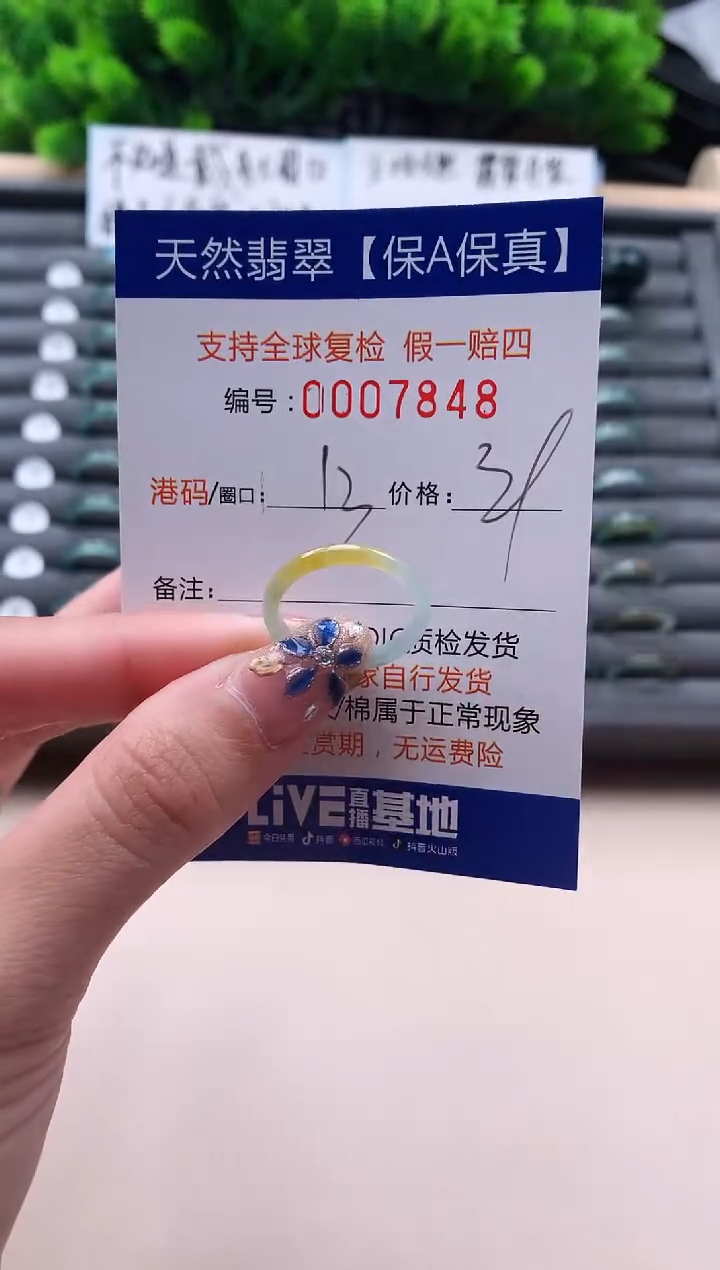 天然翡翠【保A保真】
支持全球复检 假一赔四
编号:0007848
港码/圈口: 13 价格:
备注:
质检发货
家自行发货
/棉属于正常现象
赏期,无运费险
LIVE直播基地
今日头条 抖音 西瓜视频 抖音火山版